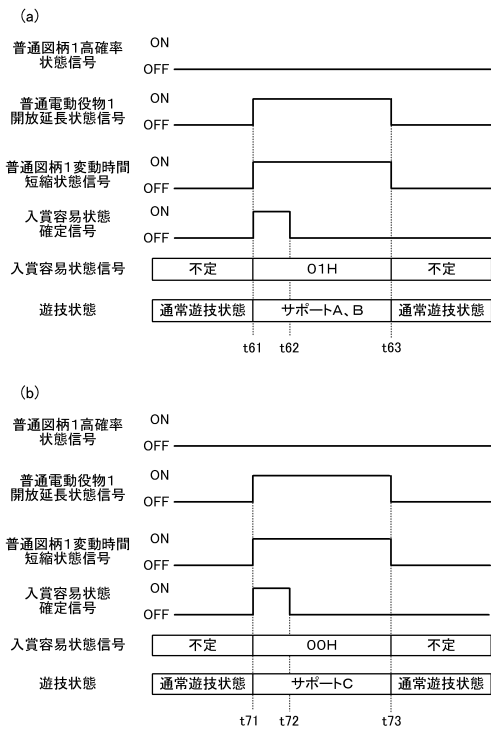 (a)
普通図柄1高確率
状態信号
ON
OFF
普通電動役物1
開放延長状態信号
ON
OFF
普通図柄1変動時間
短縮状態信号
ON
OFF
入賞容易状態
確定信号
ON
OFF
入賞容易状態信号 不定 01H 不定
遊技状態 通常遊技状態 サポートA、B 通常遊技状態
t61 t62 t63
(b)
普通図柄1高確率
状態信号
ON
OFF
普通電動役物1
開放延長状態信号
ON
OFF
普通図柄1変動時間
短縮状態信号
ON
OFF
入賞容易状態
確定信号
ON
OFF
入賞容易状態信号 不定 00H 不定
遊技状態 通常遊技状態 サポートC 通常遊技状態
t71 t72 t73